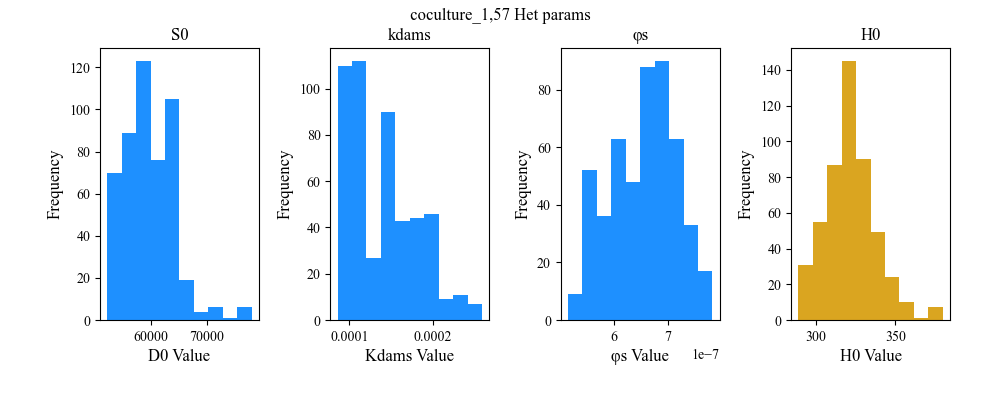 coculture_1,57 Het params
S0
kdams
φs
H0
120
100
80
60
40
20
0
Frequency
60000 70000
D0 Value
100
80
60
40
20
0
Frequency
0.0001 0.0002
Kdams Value
80
60
40
20
0
Frequency
6 7
1e−7
φs Value
140
120
100
80
60
40
20
0
Frequency
300 350
H0 Value